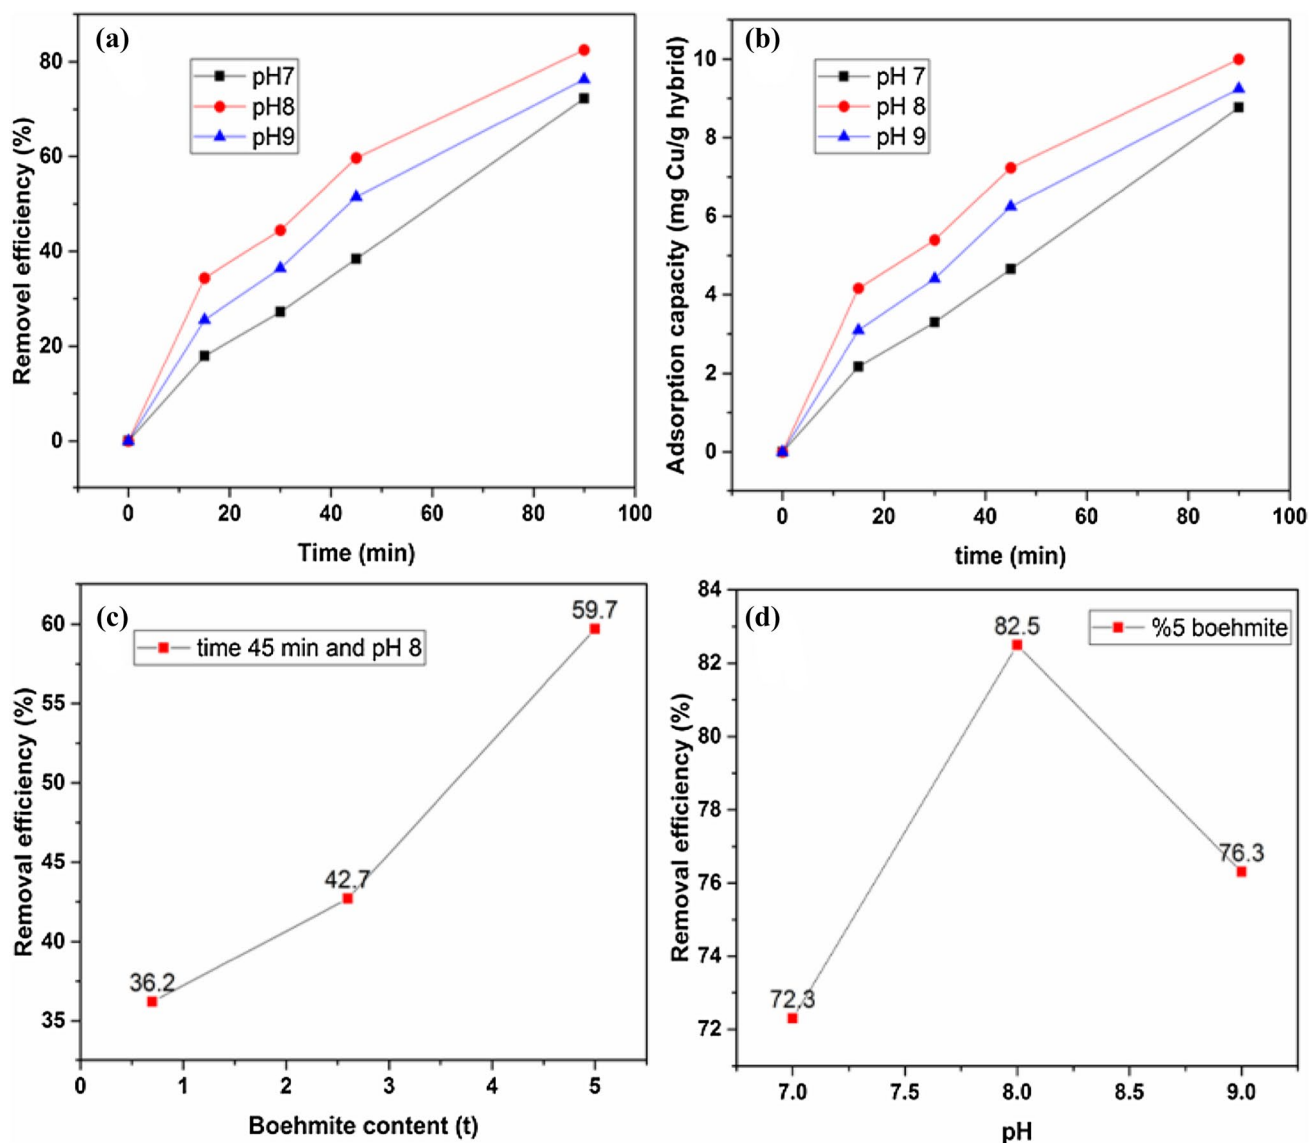 (a)
pH7
pH8
pH9
Removel efficiency (%)
80
60
40
20
0
0 20 40 60 80 100
Time (min)
(b)
pH 7
pH 8
pH 9
Adsorption capacity (mg Cu/g hybrid)
10
8
6
4
2
0
0 20 40 60 80 100
time (min)
(c)
time 45 min and pH 8
59.7
42.7
36.2
Removal efficiency (%)
60
55
50
45
40
35
0 1 2 3 4 5
Boehmite content (t)
(d)
%5 boehmite
82.5
76.3
72.3
Removal efficiency (%)
84
82
80
78
76
74
72
7.0 7.5 8.0 8.5 9.0
pH